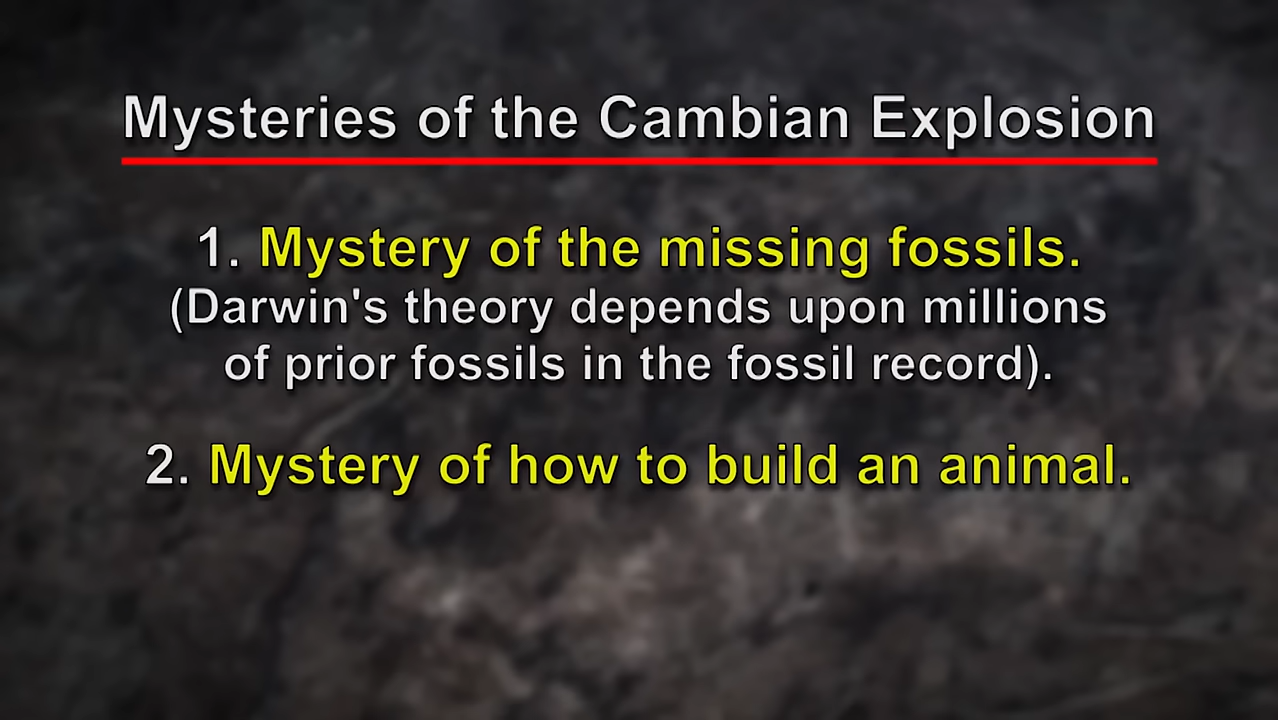 Mysteries of the Cambian Explosion
1. Mystery of the missing fossils.
(Darwin's theory depends upon millions
of prior fossils in the fossil record).
2. Mystery of how to build an animal.